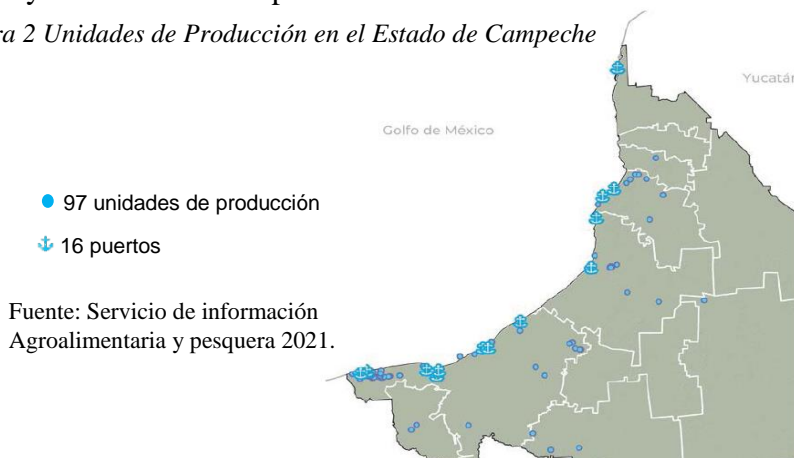 ra 2 Unidades de Producción en el Estado de Campeche
Yucatán
Golfo de México
97 unidades de producción
16 puertos
Fuente: Servicio de información
Agroalimentaria y pesquera 2021.